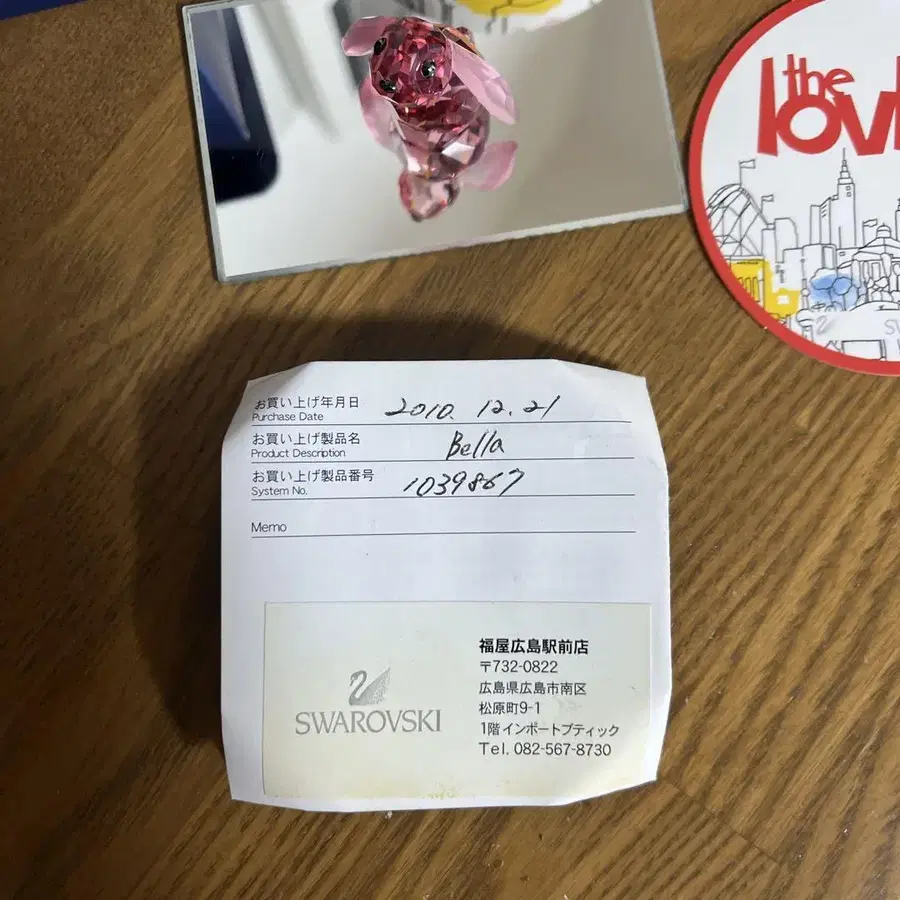 the
lov
お買い上げ年月日
Purchase Date
2010. 12. 21
お買い上げ製品名
Product Description
Bella
お買い上げ製品番号
System No.
1039867
Memo
SWAROVSKI
福屋広島駅前店
〒732-0822
広島県広島市南区
松原町9-1
1階 インポートブティック
Tel. 082-567-8730